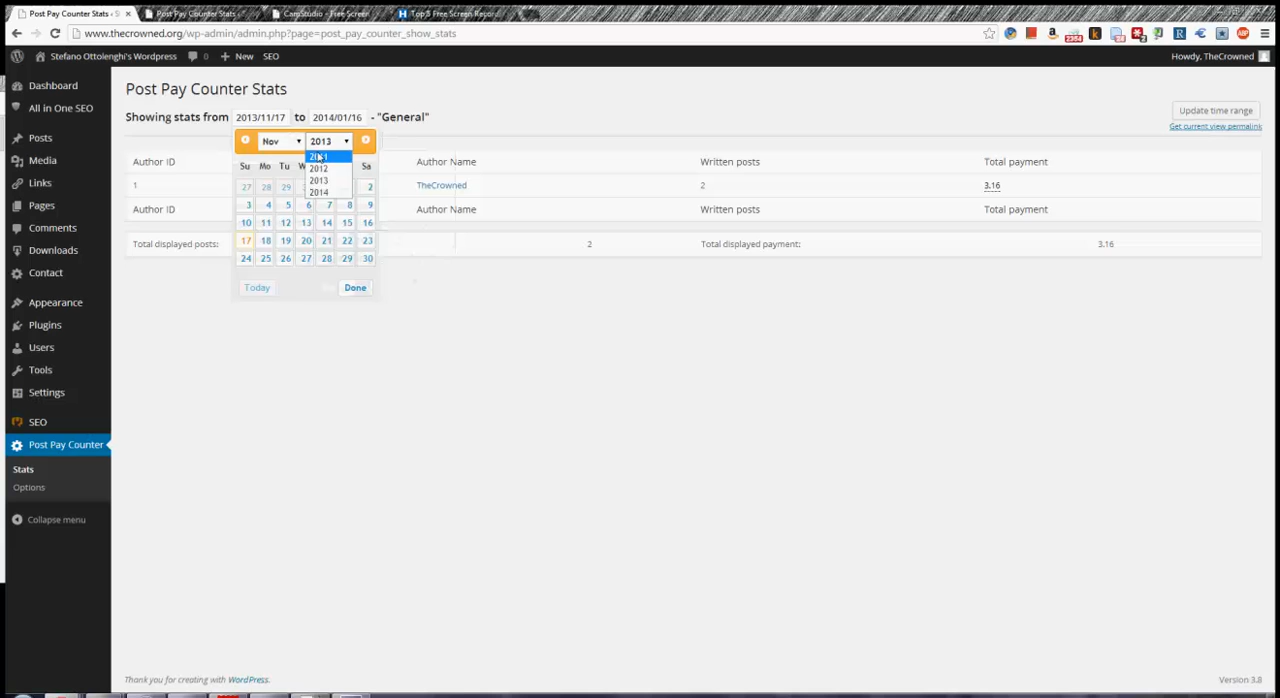 Post Pay Counter Stats - S
Post Pay Counter Stats
CamStudio - Free Screen
Top 5 Free Screen Record
www.thecrowned.org/wp-admin/admin.php?page=post_pay_counter_show_stats
Stefano Ottolenghi's Wordpress
0
New
SEO
Howdy, TheCrowned
Dashboard
All in One SEO
Posts
Media
Links
Pages
Comments
Downloads
Contact
Appearance
Plugins
Users
Tools
Settings
SEO
Post Pay Counter
Stats
Options
Collapse menu
Post Pay Counter Stats
Showing stats from 2013/11/17 to 2014/01/16 - "General"
Update time range
Get current view permalink
Nov 2013
2011
2012
2013
2014
Su Mo Tu W Sa
27 28 29 2
3 4 5 6 7 8 9
10 11 12 13 14 15 16
17 18 19 20 21 22 23
24 25 26 27 28 29 30
Today Done
Author ID Author Name Written posts Total payment
1 TheCrowned 2 3.16
Author ID Author Name Written posts Total payment
Total displayed posts: 2 Total displayed payment: 3.16
Thank you for creating with WordPress.
Version 3.8